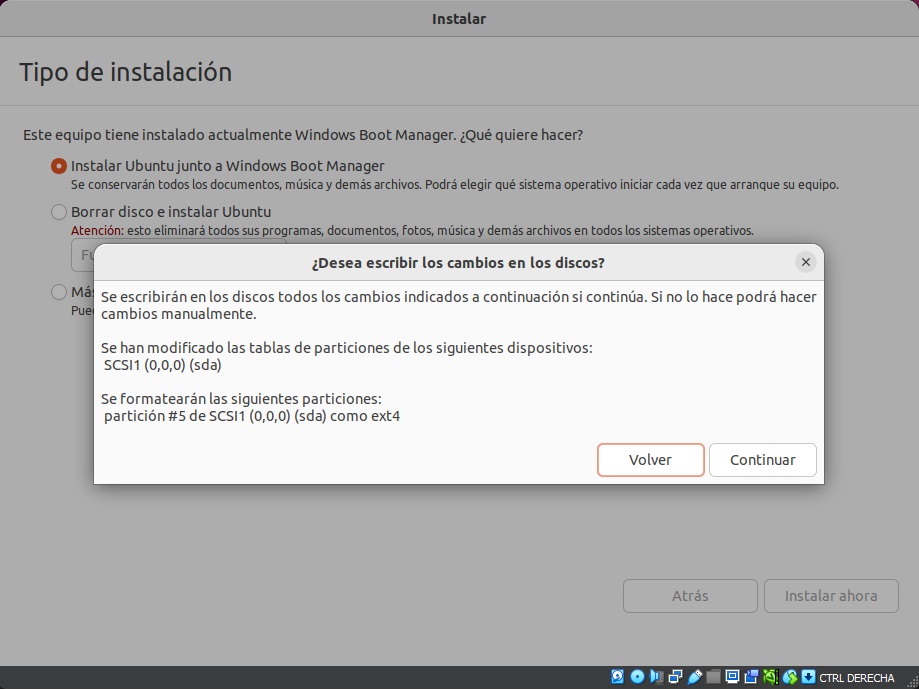 Instalar
Tipo de instalación
Este equipo tiene instalado actualmente Windows Boot Manager. ¿Qué quiere hacer?
Instalar Ubuntu junto a Windows Boot Manager
Se conservarán todos los documentos, música y demás archivos. Podrá elegir qué sistema operativo iniciar cada vez que arranque su equipo.
Borrar disco e instalar Ubuntu
Atención: esto eliminará todos sus programas, documentos, fotos, música y demás archivos en todos los sistemas operativos.
¿Desea escribir los cambios en los discos?
Se escribirán en los discos todos los cambios indicados a continuación si continúa. Si no lo hace podrá hacer
cambios manualmente.
Se han modificado las tablas de particiones de los siguientes dispositivos:
SCSI1 (0,0,0) (sda)
Se formatearán las siguientes particiones:
partición #5 de SCSI1 (0,0,0) (sda) como ext4
Volver
Continuar
Atrás
Instalar ahora
CTRL DERECHA